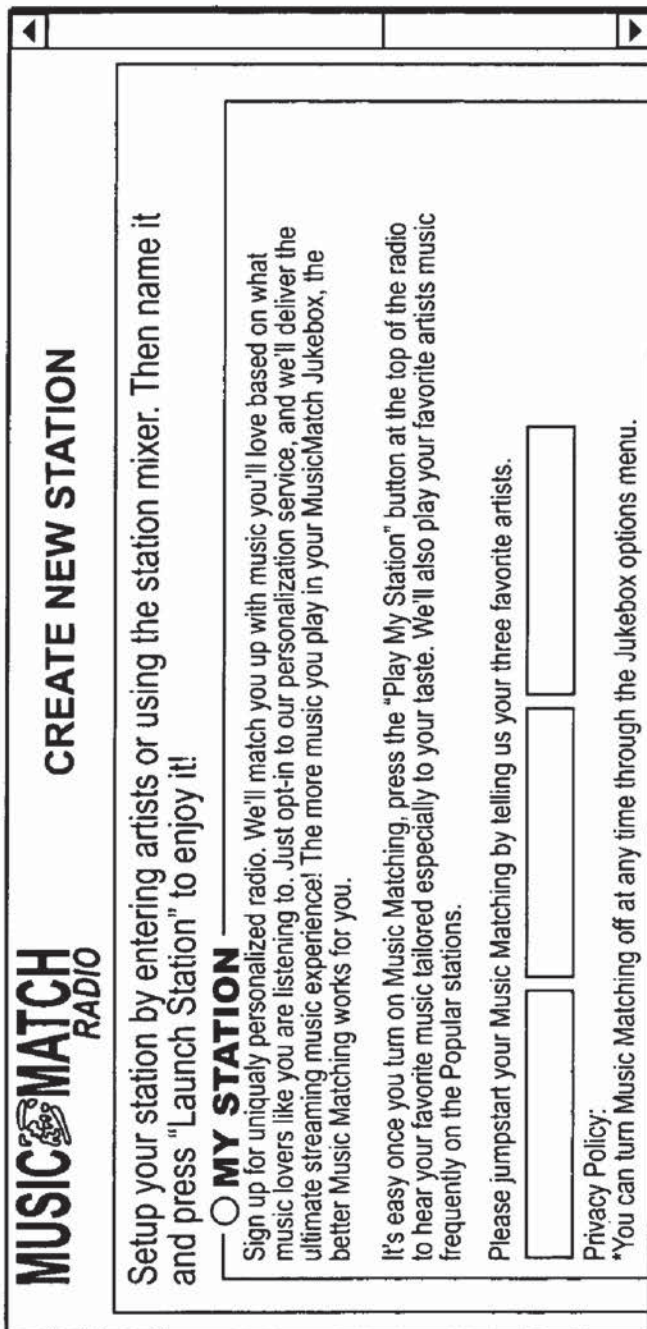 MUSICMATCH
RADIO
CREATE NEW STATION
Setup your station by entering artists or using the station mixer. Then name it
and press “Launch Station” to enjoy it!
MY STATION
Sign up for uniqualy personalized radio. We'll match you up with music you'll love based on what
music lovers like you are listening to. Just opt-in to our personalization service, and we'll deliver the
ultimate streaming music experience! The more music you play in your MusicMatch Jukebox, the
better Music Matching works for you.
It's easy once you turn on Music Matching, press the “Play My Station” button at the top of the radio
to hear your favorite music tailored especially to your taste. We'll also play your favorite artists music
frequently on the Popular stations.
Please jumpstart your Music Matching by telling us your three favorite artists.
Privacy Policy:
*You can turn Music Matching off at any time through the Jukebox options menu.